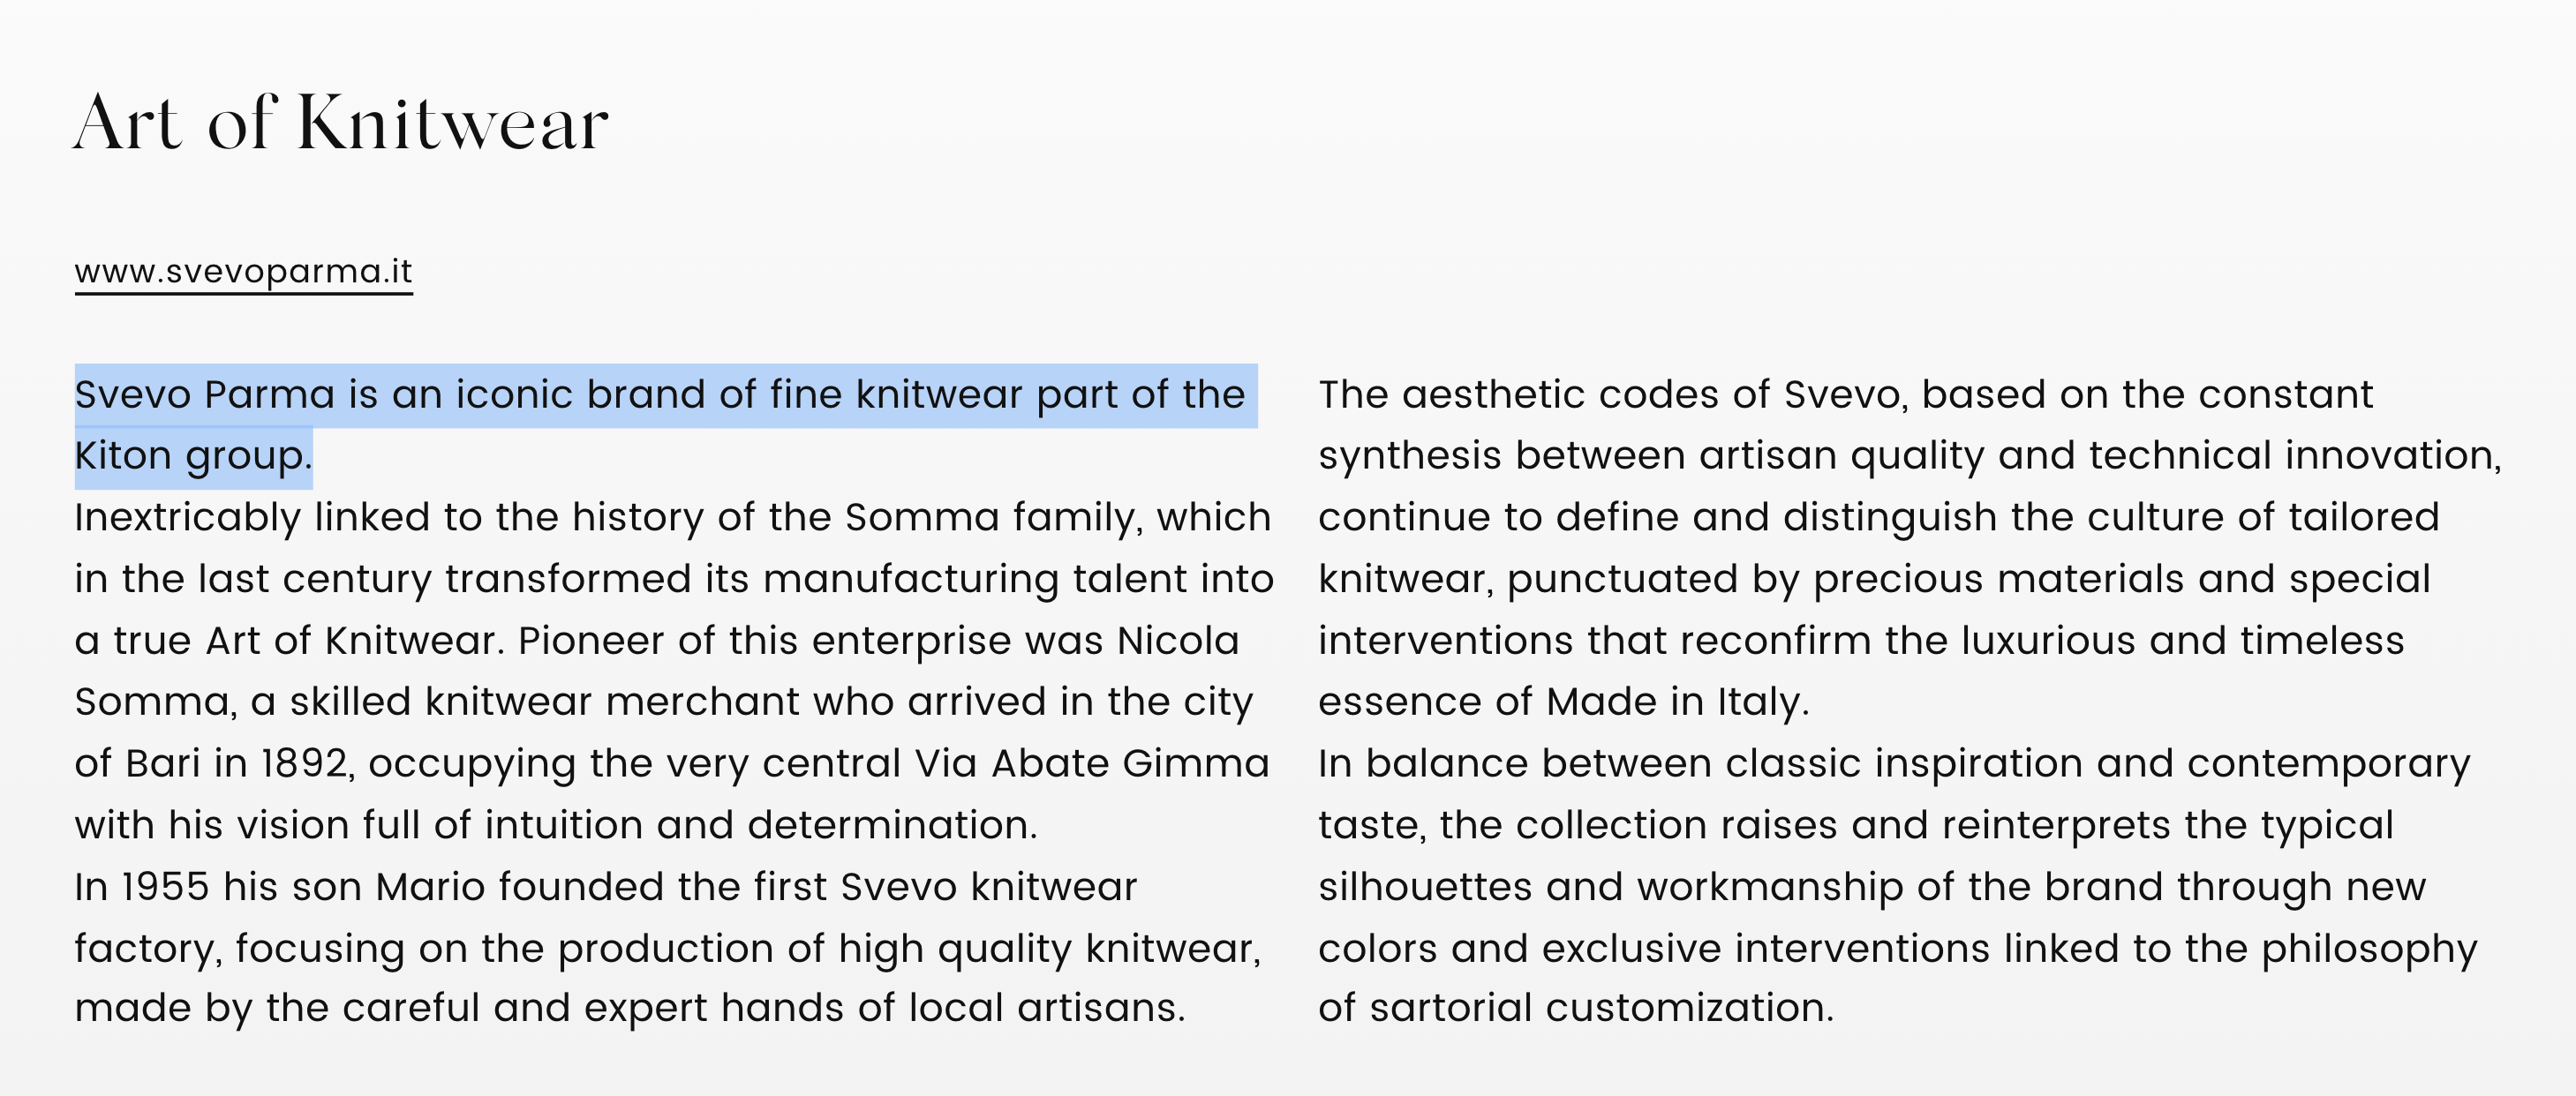 Art of Knitwear
www.svevoparma.it
Svevo Parma is an iconic brand of fine knitwear part of the
Kiton group.
Inextricably linked to the history of the Somma family, which
in the last century transformed its manufacturing talent into
a true Art of Knitwear. Pioneer of this enterprise was Nicola
Somma, a skilled knitwear merchant who arrived in the city
of Bari in 1892, occupying the very central Via Abate Gimma
with his vision full of intuition and determination.
In 1955 his son Mario founded the first Svevo knitwear
factory, focusing on the production of high quality knitwear,
made by the careful and expert hands of local artisans.
The aesthetic codes of Svevo, based on the constant
synthesis between artisan quality and technical innovation,
continue to define and distinguish the culture of tailored
knitwear, punctuated by precious materials and special
interventions that reconfirm the luxurious and timeless
essence of Made in Italy.
In balance between classic inspiration and contemporary
taste, the collection raises and reinterprets the typical
silhouettes and workmanship of the brand through new
colors and exclusive interventions linked to the philosophy
of sartorial customization.